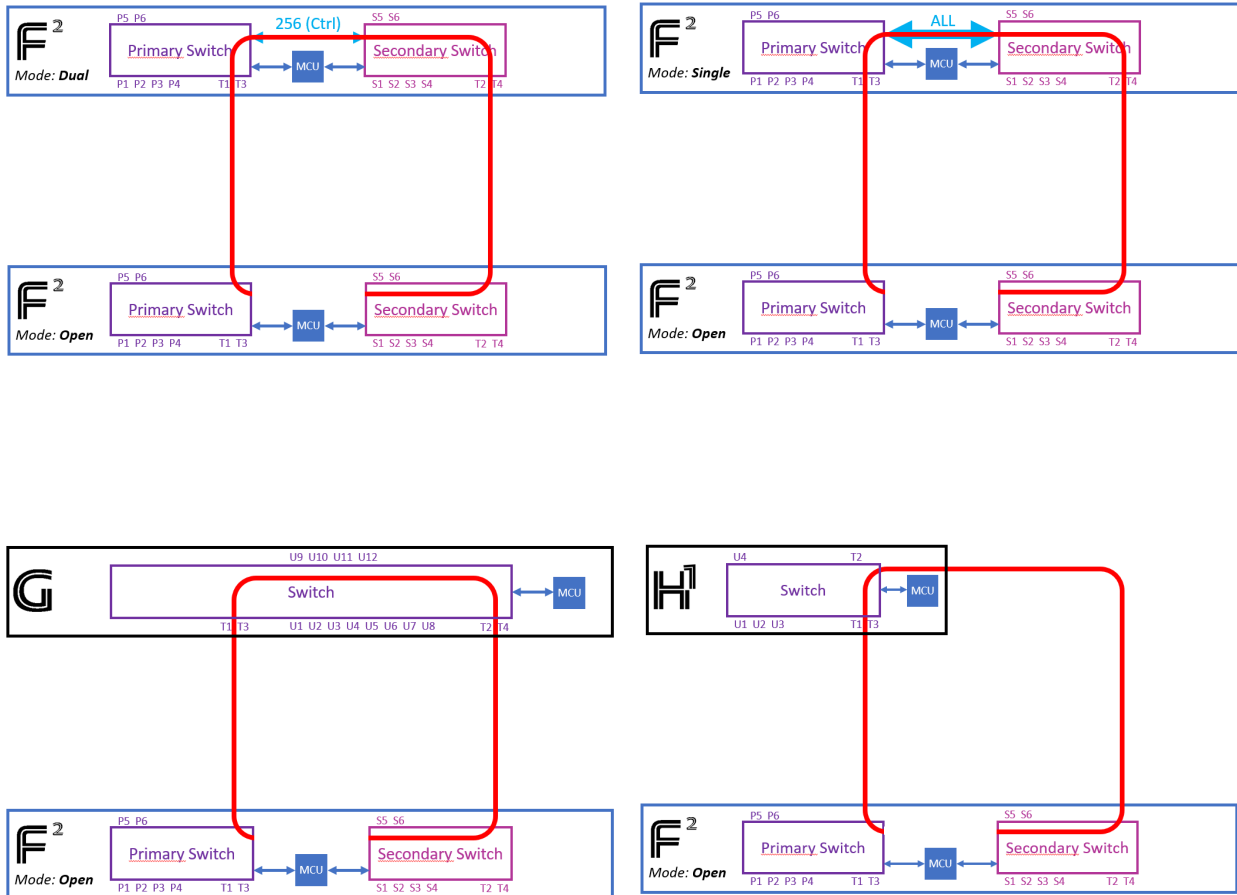 F²
Mode: Dual
P5 P6
256 (Ctrl)
S5 S6
Primary Switch
MCU
Secondary Switch
P1 P2 P3 P4
T1 T3
S1 S2 S3 S4
T2 T4
F²
Mode: Single
P5 P6
ALL
S5 S6
Primary Switch
MCU
Secondary Switch
P1 P2 P3 P4
T1 T3
S1 S2 S3 S4
T2 T4
F²
Mode: Open
P5 P6
S5 S6
Primary Switch
MCU
Secondary Switch
P1 P2 P3 P4
T1 T3
S1 S2 S3 S4
T2 T4
F²
Mode: Open
P5 P6
S5 S6
Primary Switch
MCU
Secondary Switch
P1 P2 P3 P4
T1 T3
S1 S2 S3 S4
T2 T4
G
U9 U10 U11 U12
Switch
MCU
T1 T3
U1 U2 U3 U4 U5 U6 U7 U8
T2 T4
H¹
U4
T2
Switch
MCU
U1 U2 U3
T1 T3
F²
Mode: Open
P5 P6
S5 S6
Primary Switch
MCU
Secondary Switch
P1 P2 P3 P4
T1 T3
S1 S2 S3 S4
T2 T4
F²
Mode: Open
P5 P6
S5 S6
Primary Switch
MCU
Secondary Switch
P1 P2 P3 P4
T1 T3
S1 S2 S3 S4
T2 T4